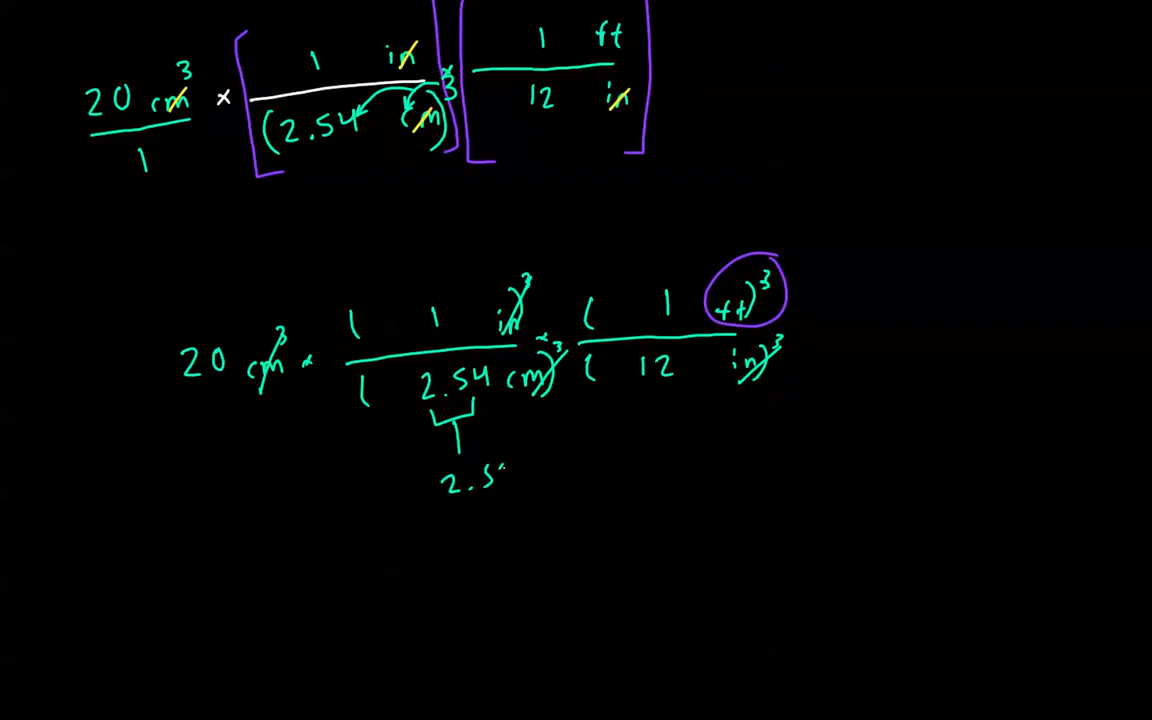 1 in 1 ft
20 cm³ × (2.54 cm)³ × 12 in
1
( 1 in)³ ( 1 ft)³
20 cm³ × ( 2.54 cm)³ × ( 12 in)³
2.5